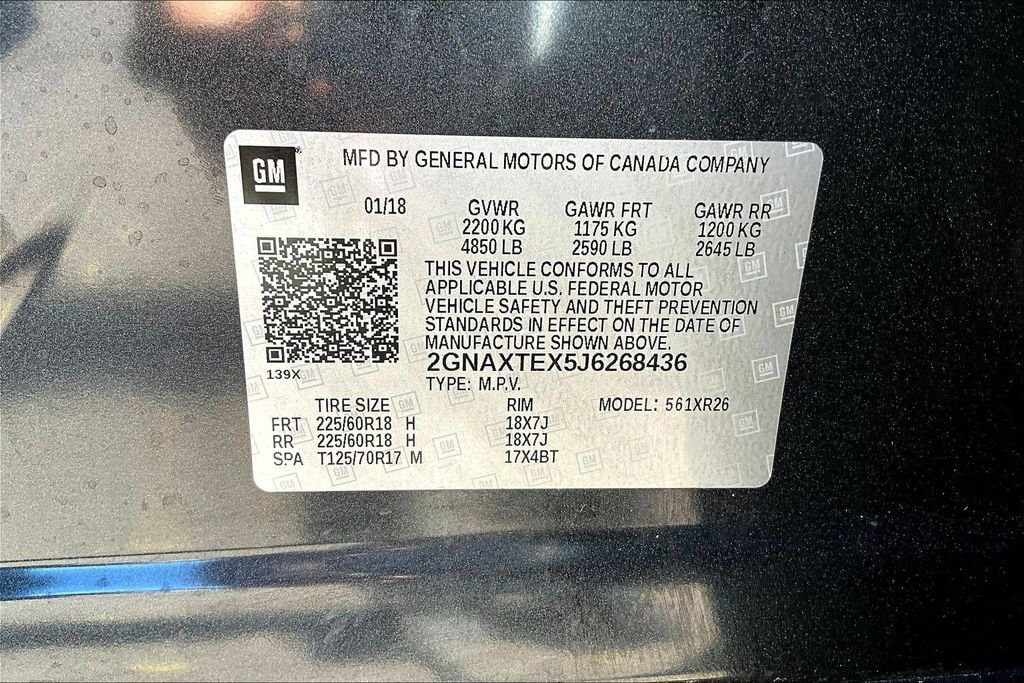 GM
MFD BY GENERAL MOTORS OF CANADA COMPANY
01/18 GVWR GAWR FRT GAWR RR
2200 KG 1175 KG 1200 KG
4850 LB 2590 LB 2645 LB
THIS VEHICLE CONFORMS TO ALL
APPLICABLE U.S. FEDERAL MOTOR
VEHICLE SAFETY AND THEFT PREVENTION
STANDARDS IN EFFECT ON THE DATE OF
MANUFACTURE SHOWN ABOVE.
2GNAXTEX5J6268436
139X
TYPE: M.P.V.
TIRE SIZE RIM MODEL: 561XR26
FRT 225/60R18 H 18X7J
RR 225/60R18 H 18X7J
SPA T125/70R17 M 17X4BT